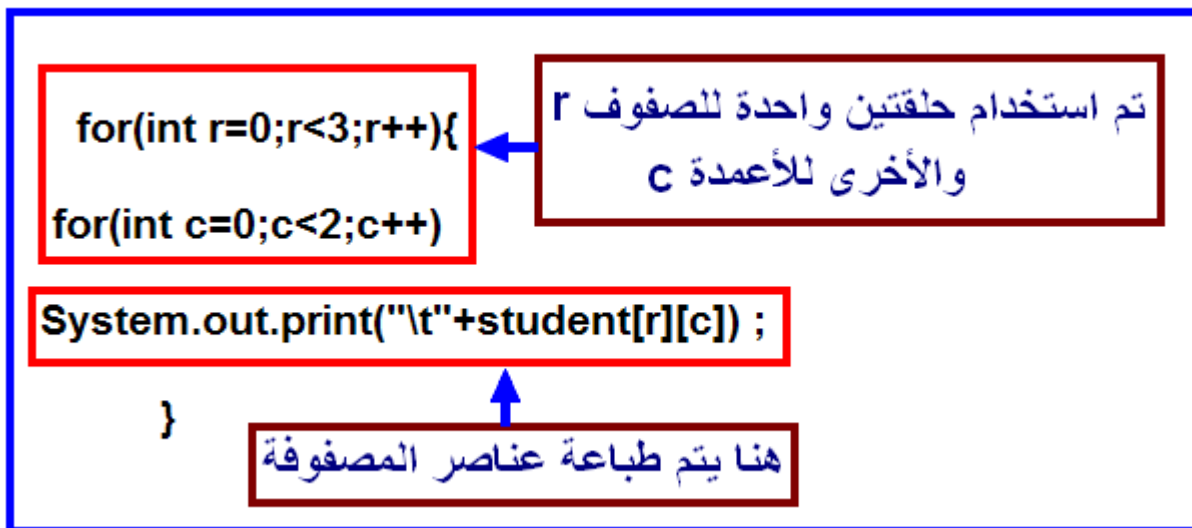 for(int r=0;r<3;r++){
تم استخدام حلقتين واحدة للصفوف r
والأخرى للأعمدة c
for(int c=0;c<2;c++)
System.out.print("\t"+student[r][c]) ;
}
هنا يتم طباعة عناصر المصفوفة